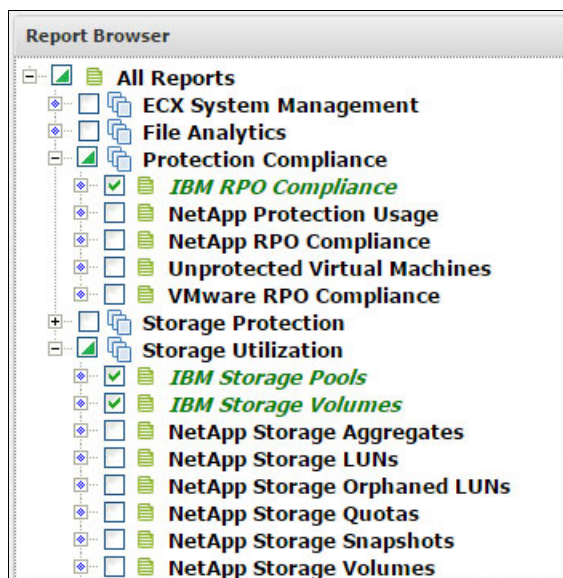 Report Browser
All Reports
ECX System Management
File Analytics
Protection Compliance
IBM RPO Compliance
NetApp Protection Usage
NetApp RPO Compliance
Unprotected Virtual Machines
VMware RPO Compliance
Storage Protection
Storage Utilization
IBM Storage Pools
IBM Storage Volumes
NetApp Storage Aggregates
NetApp Storage LUNs
NetApp Storage Orphaned LUNs
NetApp Storage Quotas
NetApp Storage Snapshots
NetApp Storage Volumes